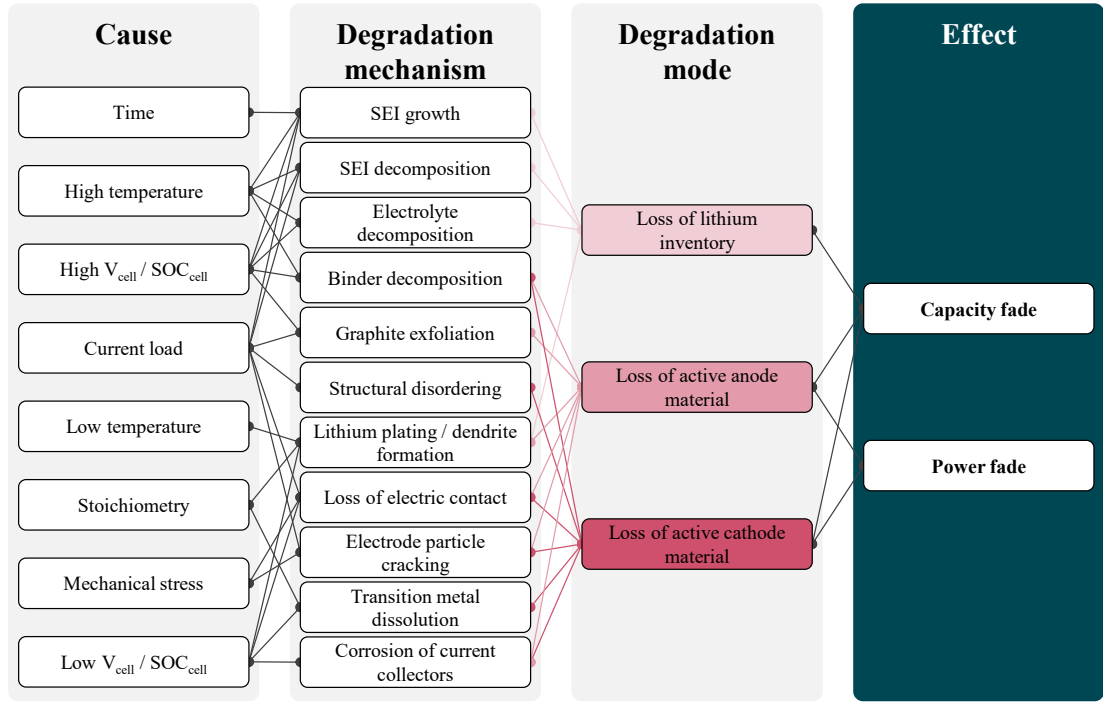 Cause
Time
High temperature
High Vcell / SOCcell
Current load
Low temperature
Stoichiometry
Mechanical stress
Low Vcell / SOCcell
Degradation
mechanism
SEI growth
SEI decomposition
Electrolyte
decomposition
Binder decomposition
Graphite exfoliation
Structural disordering
Lithium plating / dendrite
formation
Loss of electric contact
Electrode particle
cracking
Transition metal
dissolution
Corrosion of current
collectors
Degradation
mode
Loss of lithium
inventory
Loss of active anode
material
Loss of active cathode
material
Effect
Capacity fade
Power fade